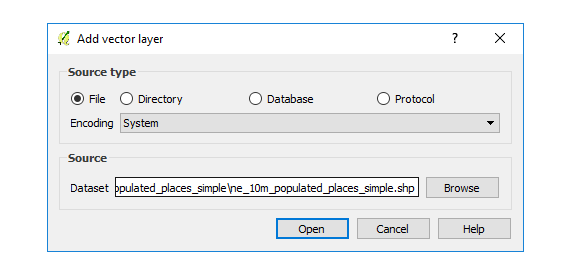 Add vector layer ?
Source type
File Directory Database Protocol
Encoding System
Source
Dataset opulated_places_simple\ne_10m_populated_places_simple.shp Browse
Open Cancel Help